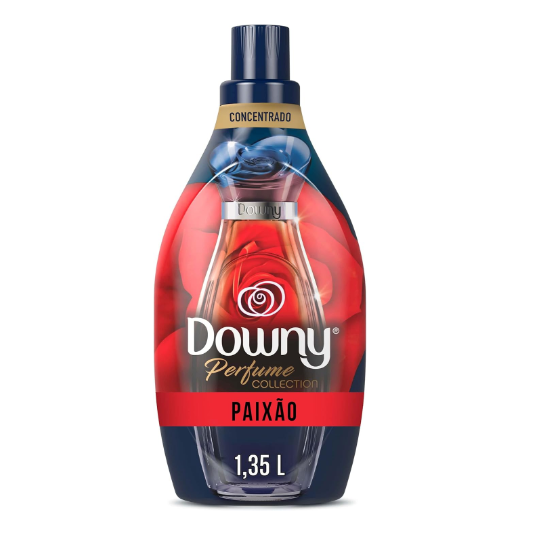 CONCENTRADO
Downy
Downy®
Perfume
COLLECTION
PAIXÃO
1,35 L